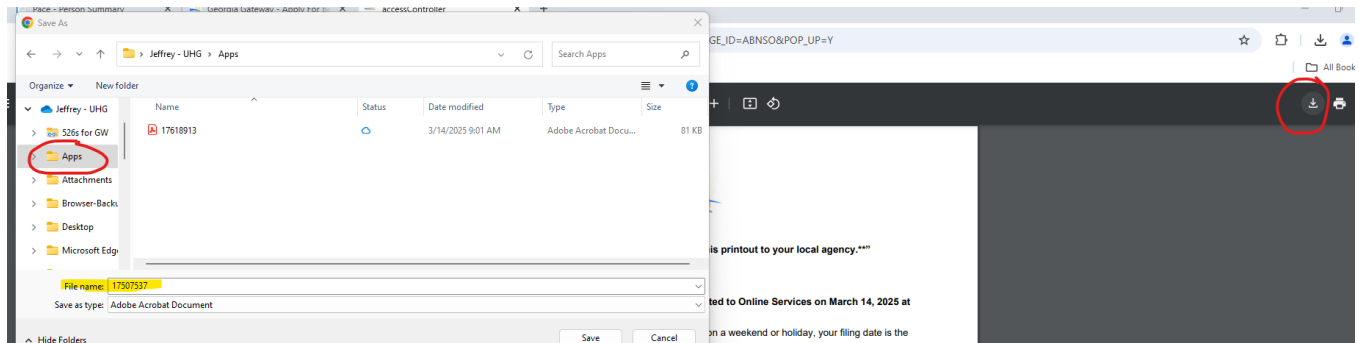 Pace - Person Summary X Georgia Gateway - Apply For B X accessController X +
Save As
GE_ID=ABNSO&POP_UP=Y
Jeffrey - UHG > Apps
Search Apps
All Book
Organize New folder
Jeffrey - UHG
Name Status Date modified Type Size
526s for GW
17618913 3/14/2025 9:01 AM Adobe Acrobat Docu... 81 KB
Apps
Attachments
Browser-Backu
Desktop
is printout to your local agency.**”
Microsoft Edge
File name: 17507537
Save as type: Adobe Acrobat Document
ted to Online Services on March 14, 2025 at
Hide Folders
Save Cancel
on a weekend or holiday, your filing date is the